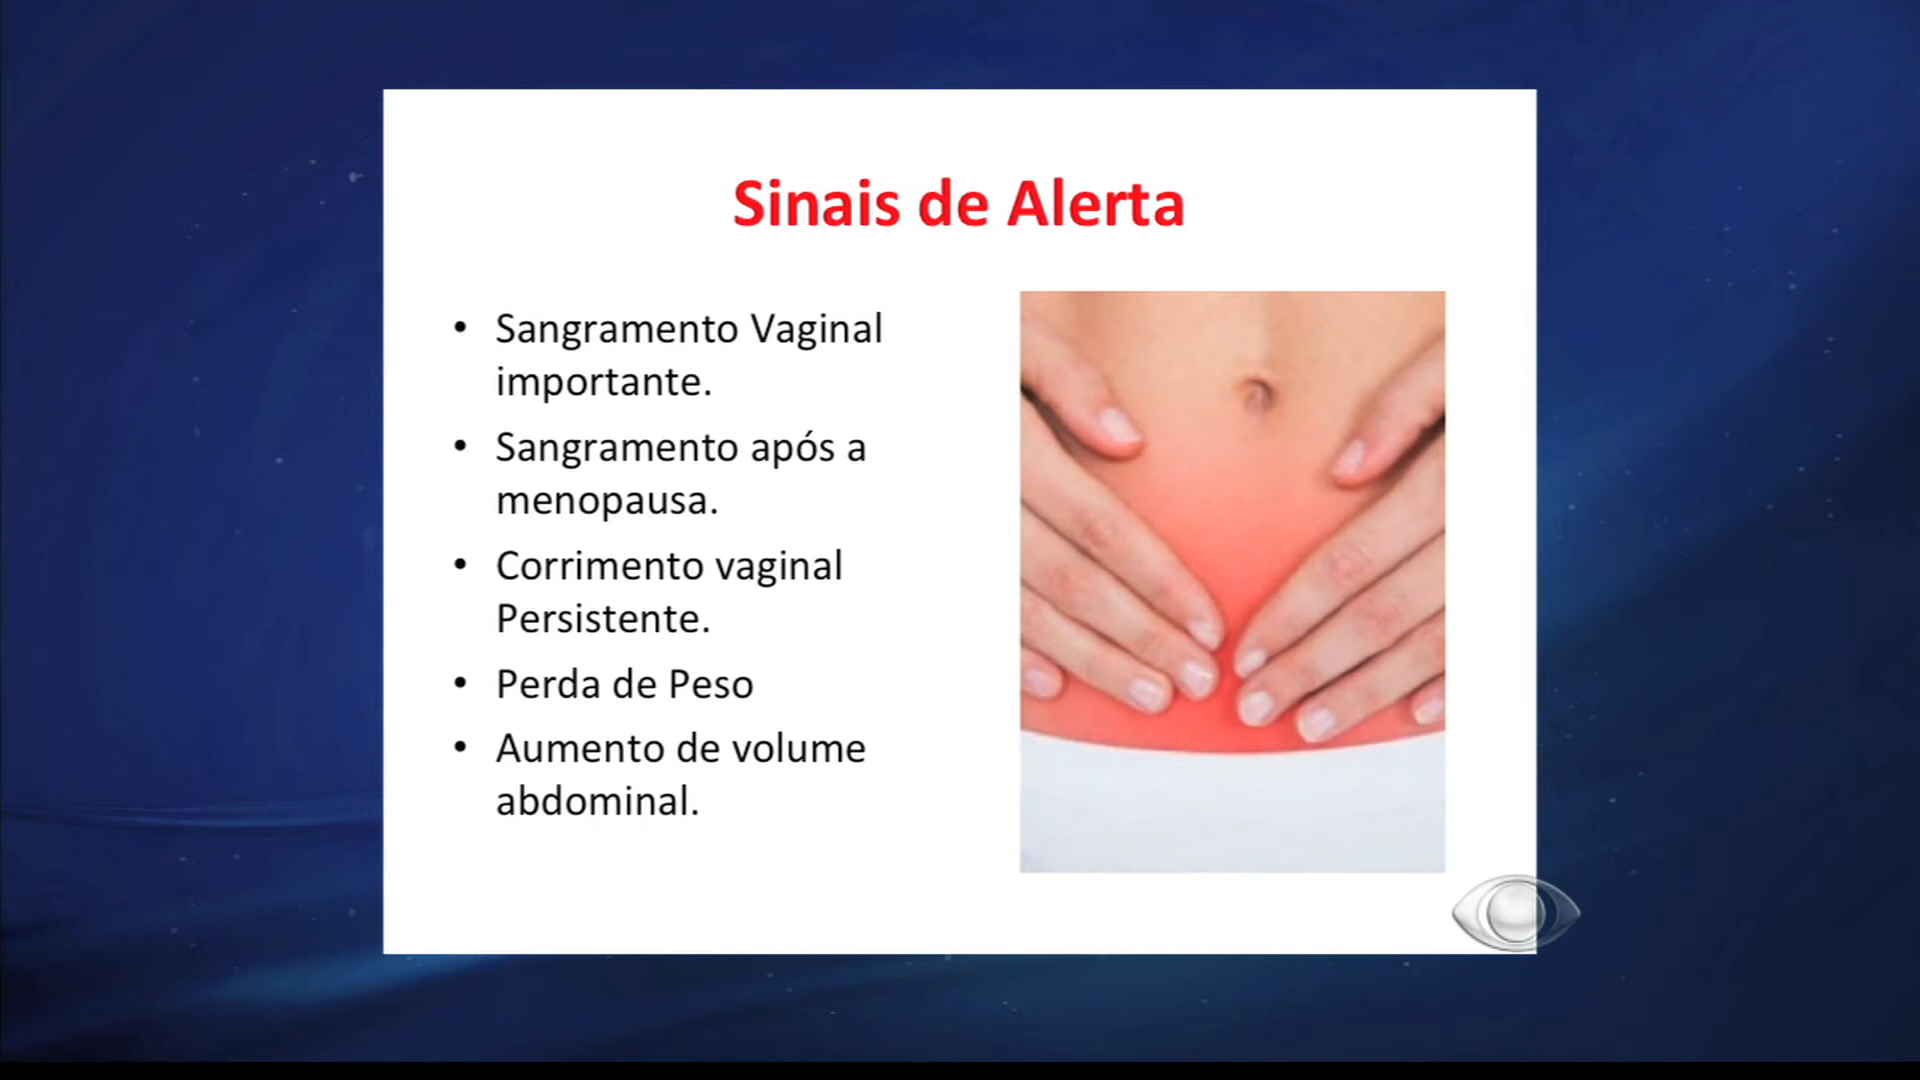 Sinais de Alerta
• Sangramento Vaginal
importante.
• Sangramento após a
menopausa.
• Corrimento vaginal
Persistente.
• Perda de Peso
• Aumento de volume
abdominal.